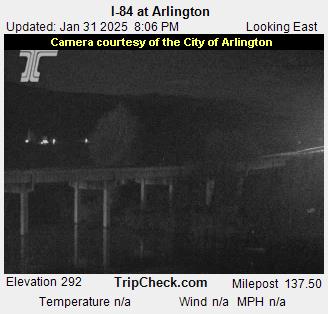 I-84 at Arlington
Updated: Jan 31 2025 8:06 PM Looking East
Camera courtesy of the City of Arlington
Elevation 292 TripCheck.com Milepost 137.50
Temperature n/a Wind n/a MPH n/a